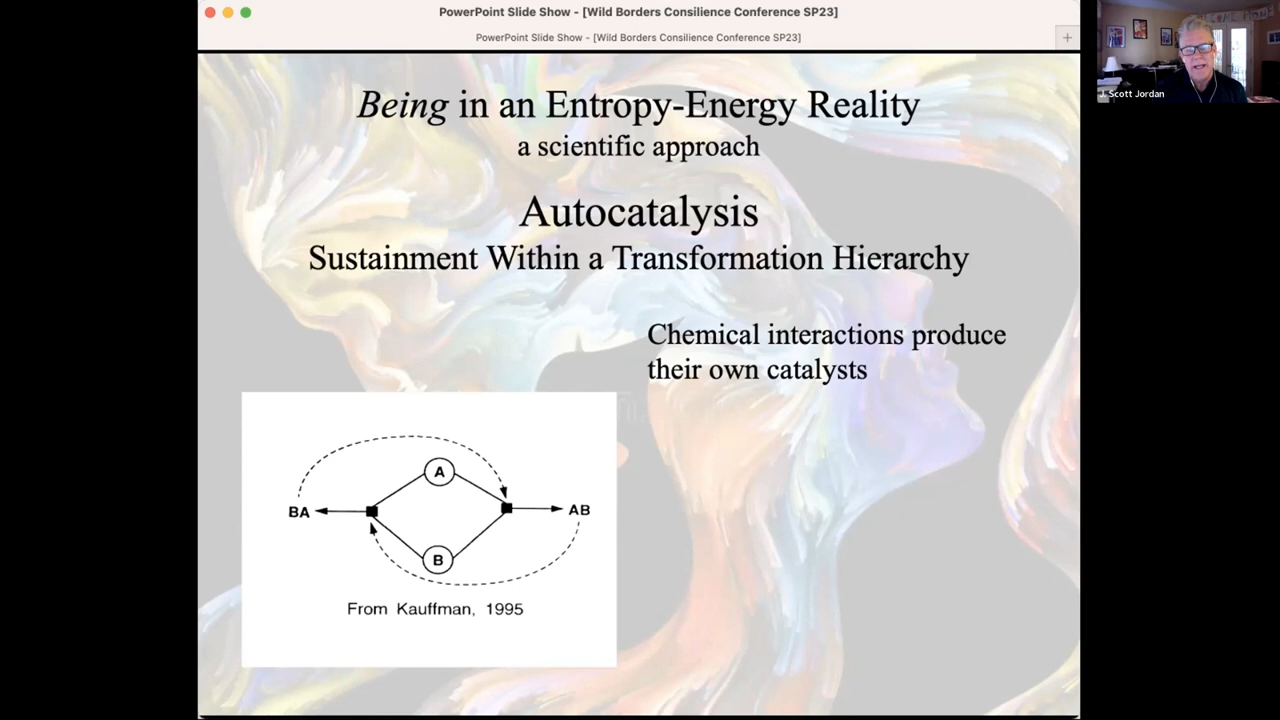 PowerPoint Slide Show - [Wild Borders Consilience Conference SP23]
PowerPoint Slide Show - [Wild Borders Consilience Conference SP23]
J. Scott Jordan
Being in an Entropy-Energy Reality
a scientific approach
Autocatalysis
Sustainment Within a Transformation Hierarchy
Chemical interactions produce
their own catalysts
A
BA
AB
B
From Kauffman, 1995